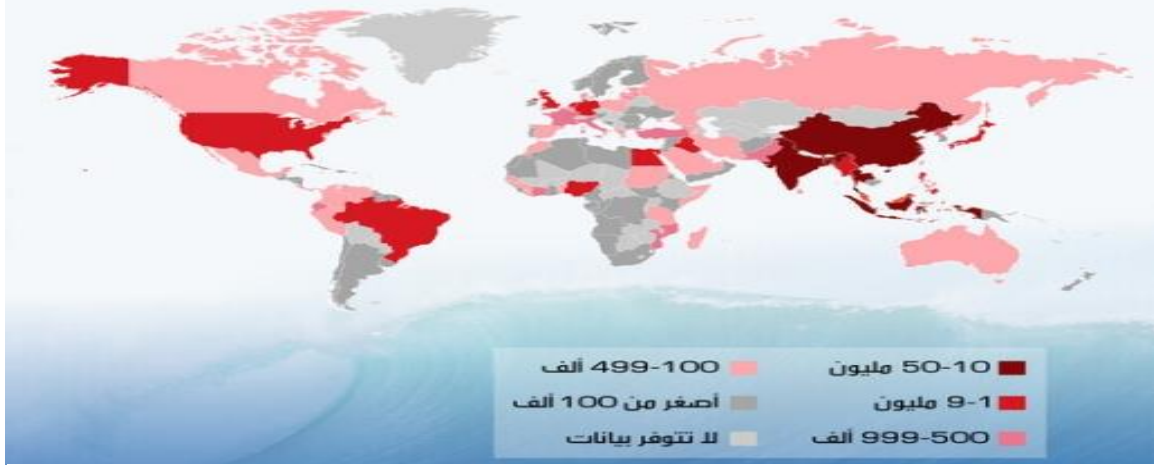 10-50 مليون
100-499 ألف
1-9 مليون
أصغر من 100 ألف
500-999 ألف
لا تتوفر بيانات